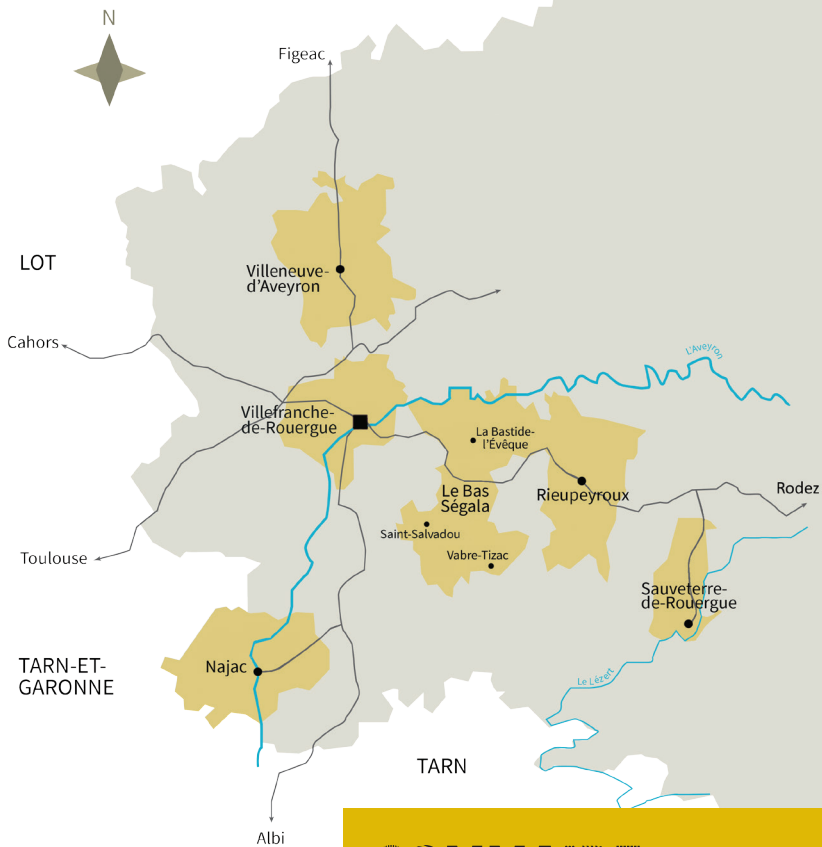 N
Figeac
LOT
Villeneuve-
d'Aveyron
Cahors
L'Aveyron
Villefranche-
de-Rouergue
La Bastide-
l'Évêque
Le Bas
Ségala
Rieupeyroux
Rodez
Saint-Salvadou
Toulouse
Vabre-Tizac
Sauveterre-
de-Rouergue
TARN-ET-
GARONNE
Najac
Le Lézert
TARN
Albi